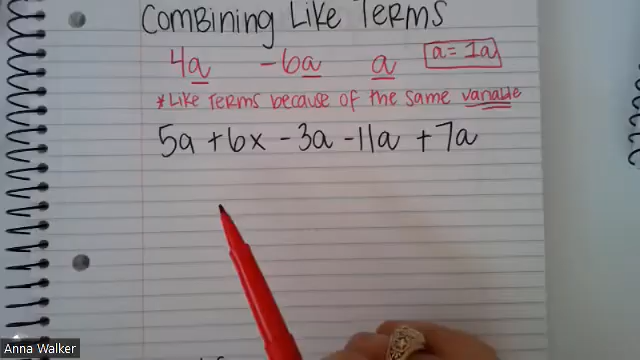 Combining Like Terms
4a -6a a a = 1a
*Like Terms because of the same variable
5a + 6x - 3a - 11a + 7a
Anna Walker